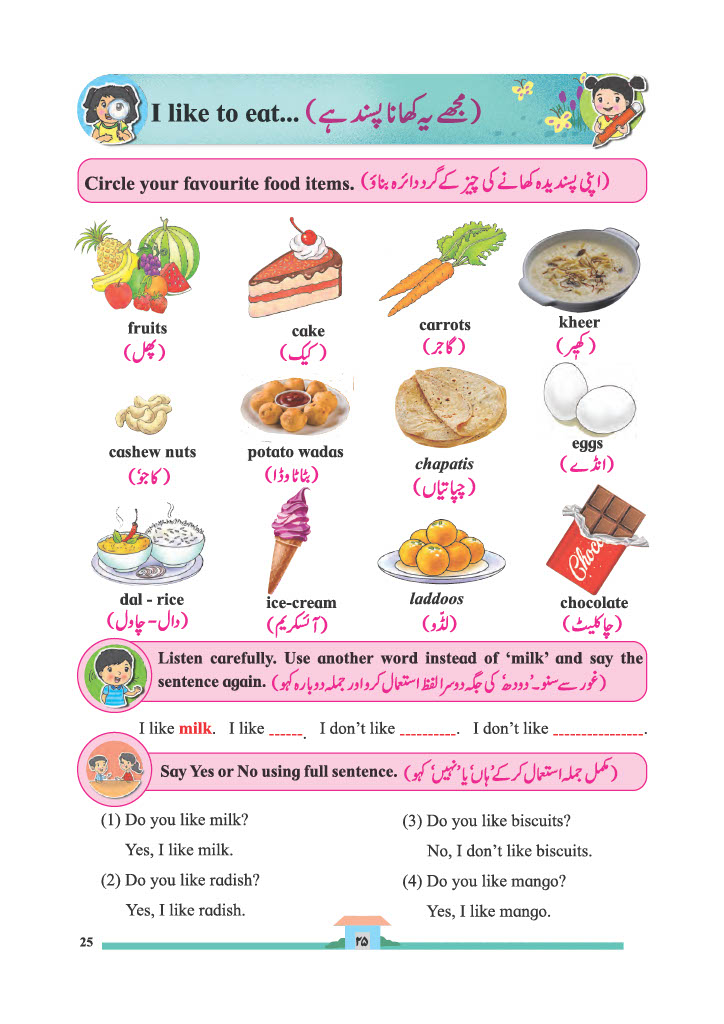 I like to eat... (مجھے یہ کھانا پسند ہے)
Circle your favourite food items. (اپنی پسندیدہ کھانے کی چیز کے گرد دائرہ بناؤ)
fruits
(پھل)
cake
(کیک)
carrots
(گاجر)
kheer
(کھیر)
cashew nuts
(کاجو)
potato wadas
(بٹاٹا وڈا)
chapatis
(چپاتیاں)
eggs
(انڈے)
dal - rice
(دال - چاول)
ice-cream
(آئسکریم)
laddoos
(لڈّو)
Choco
chocolate
(چاکلیٹ)
Listen carefully. Use another word instead of ‘milk’ and say the
sentence again. (غور سے سنو۔ ’دودھ‘ کی جگہ دوسرا لفظ استعمال کرو اور جملہ دوبارہ کہو)
I like milk. I like ______. I don’t like __________. I don’t like ________________.
Say Yes or No using full sentence. (مکمل جملہ استعمال کر کے ’ہاں‘ یا ’نہیں‘ کہو)
(1) Do you like milk?
Yes, I like milk.
(2) Do you like radish?
Yes, I like radish.
(3) Do you like biscuits?
No, I don’t like biscuits.
(4) Do you like mango?
Yes, I like mango.
25
۲۵